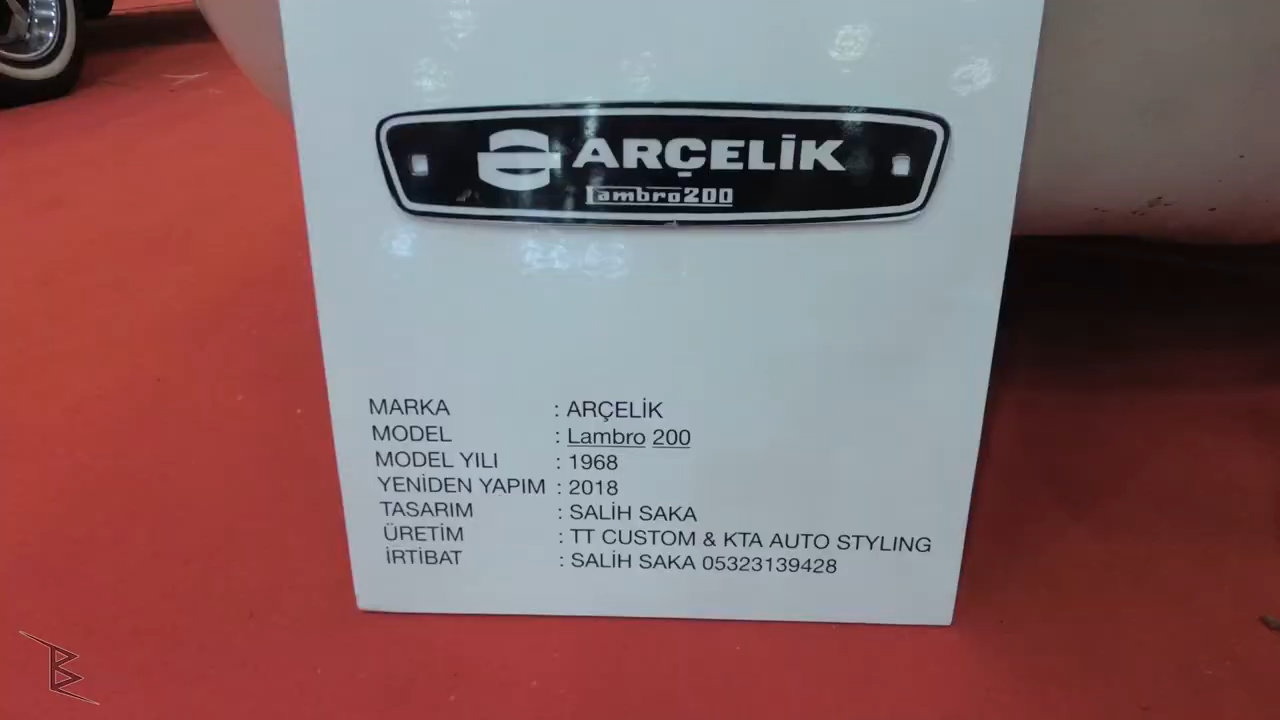 ARÇELİK
Lambro200
MARKA : ARÇELİK
MODEL : Lambro 200
MODEL YILI : 1968
YENİDEN YAPIM : 2018
TASARIM : SALİH SAKA
ÜRETİM : TT CUSTOM & KTA AUTO STYLING
İRTİBAT : SALİH SAKA 05323139428